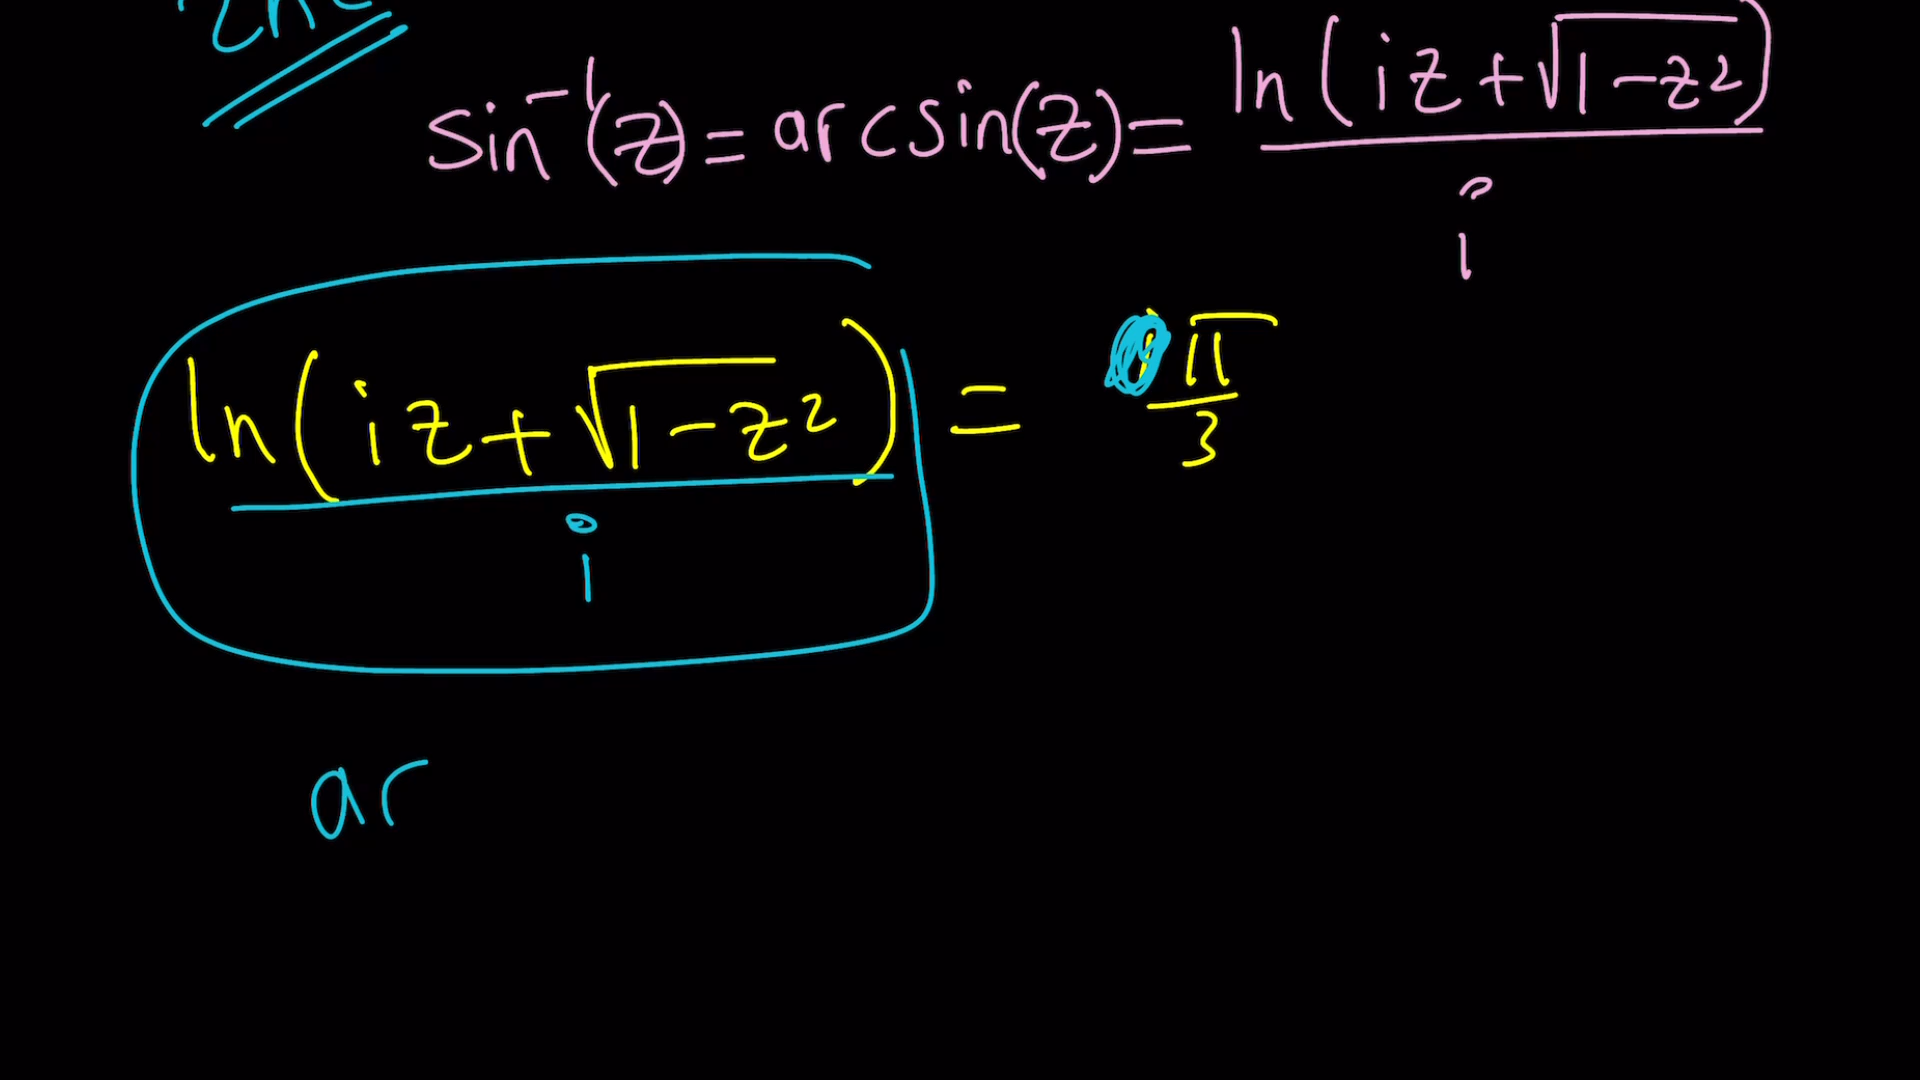 sin⁻¹(z) = arcsin(z) = ln(iz + √(1-z²)) / i
ln(iz + √(1-z²)) / i = π/3
ar